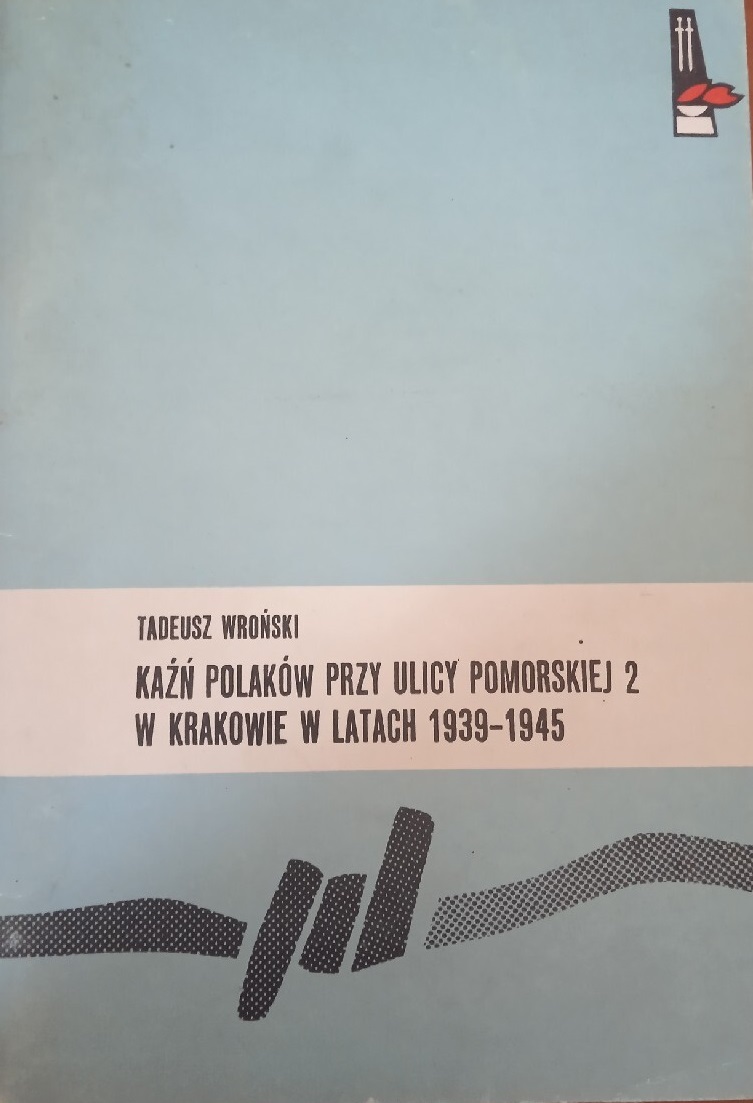 TADEUSZ WROŃSKI
KAŹŃ POLAKÓW PRZY ULICY POMORSKIEJ 2
W KRAKOWIE W LATACH 1939-1945